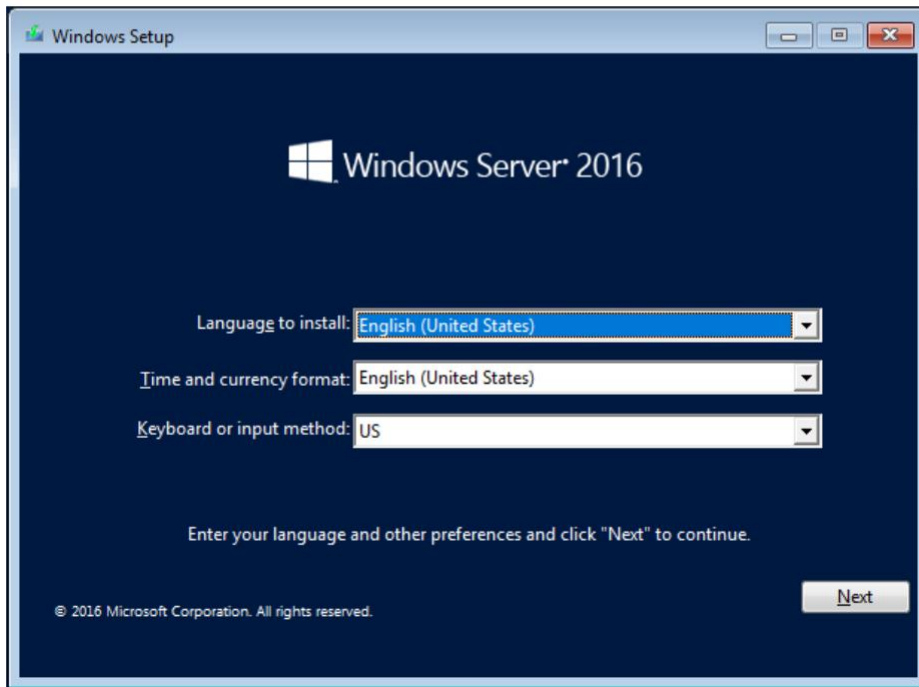 Windows Setup
Windows Server® 2016
Language to install: English (United States)
Time and currency format: English (United States)
Keyboard or input method: US
Enter your language and other preferences and click "Next" to continue.
Next
© 2016 Microsoft Corporation. All rights reserved.